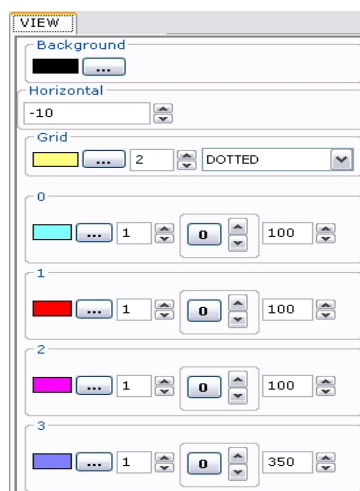 VIEW
Background
...
Horizontal
-10
Grid
... 2 DOTTED
0
... 1 0 100
1
... 1 0 100
2
... 1 0 100
3
... 1 0 350